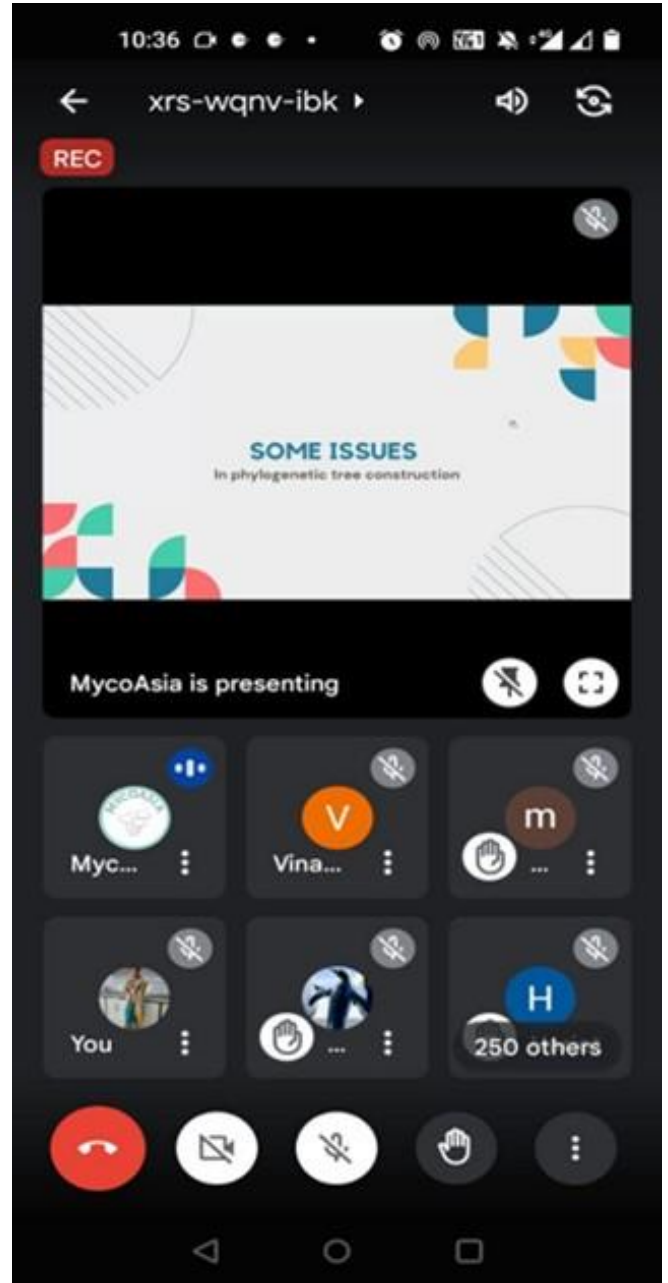 10:36
xrs-wqnv-ibk
REC
SOME ISSUES
In phylogenetic tree construction
MycoAsia is presenting
MYCOASIA
V
m
Myc...
Vina...
...
H
You
...
250 others